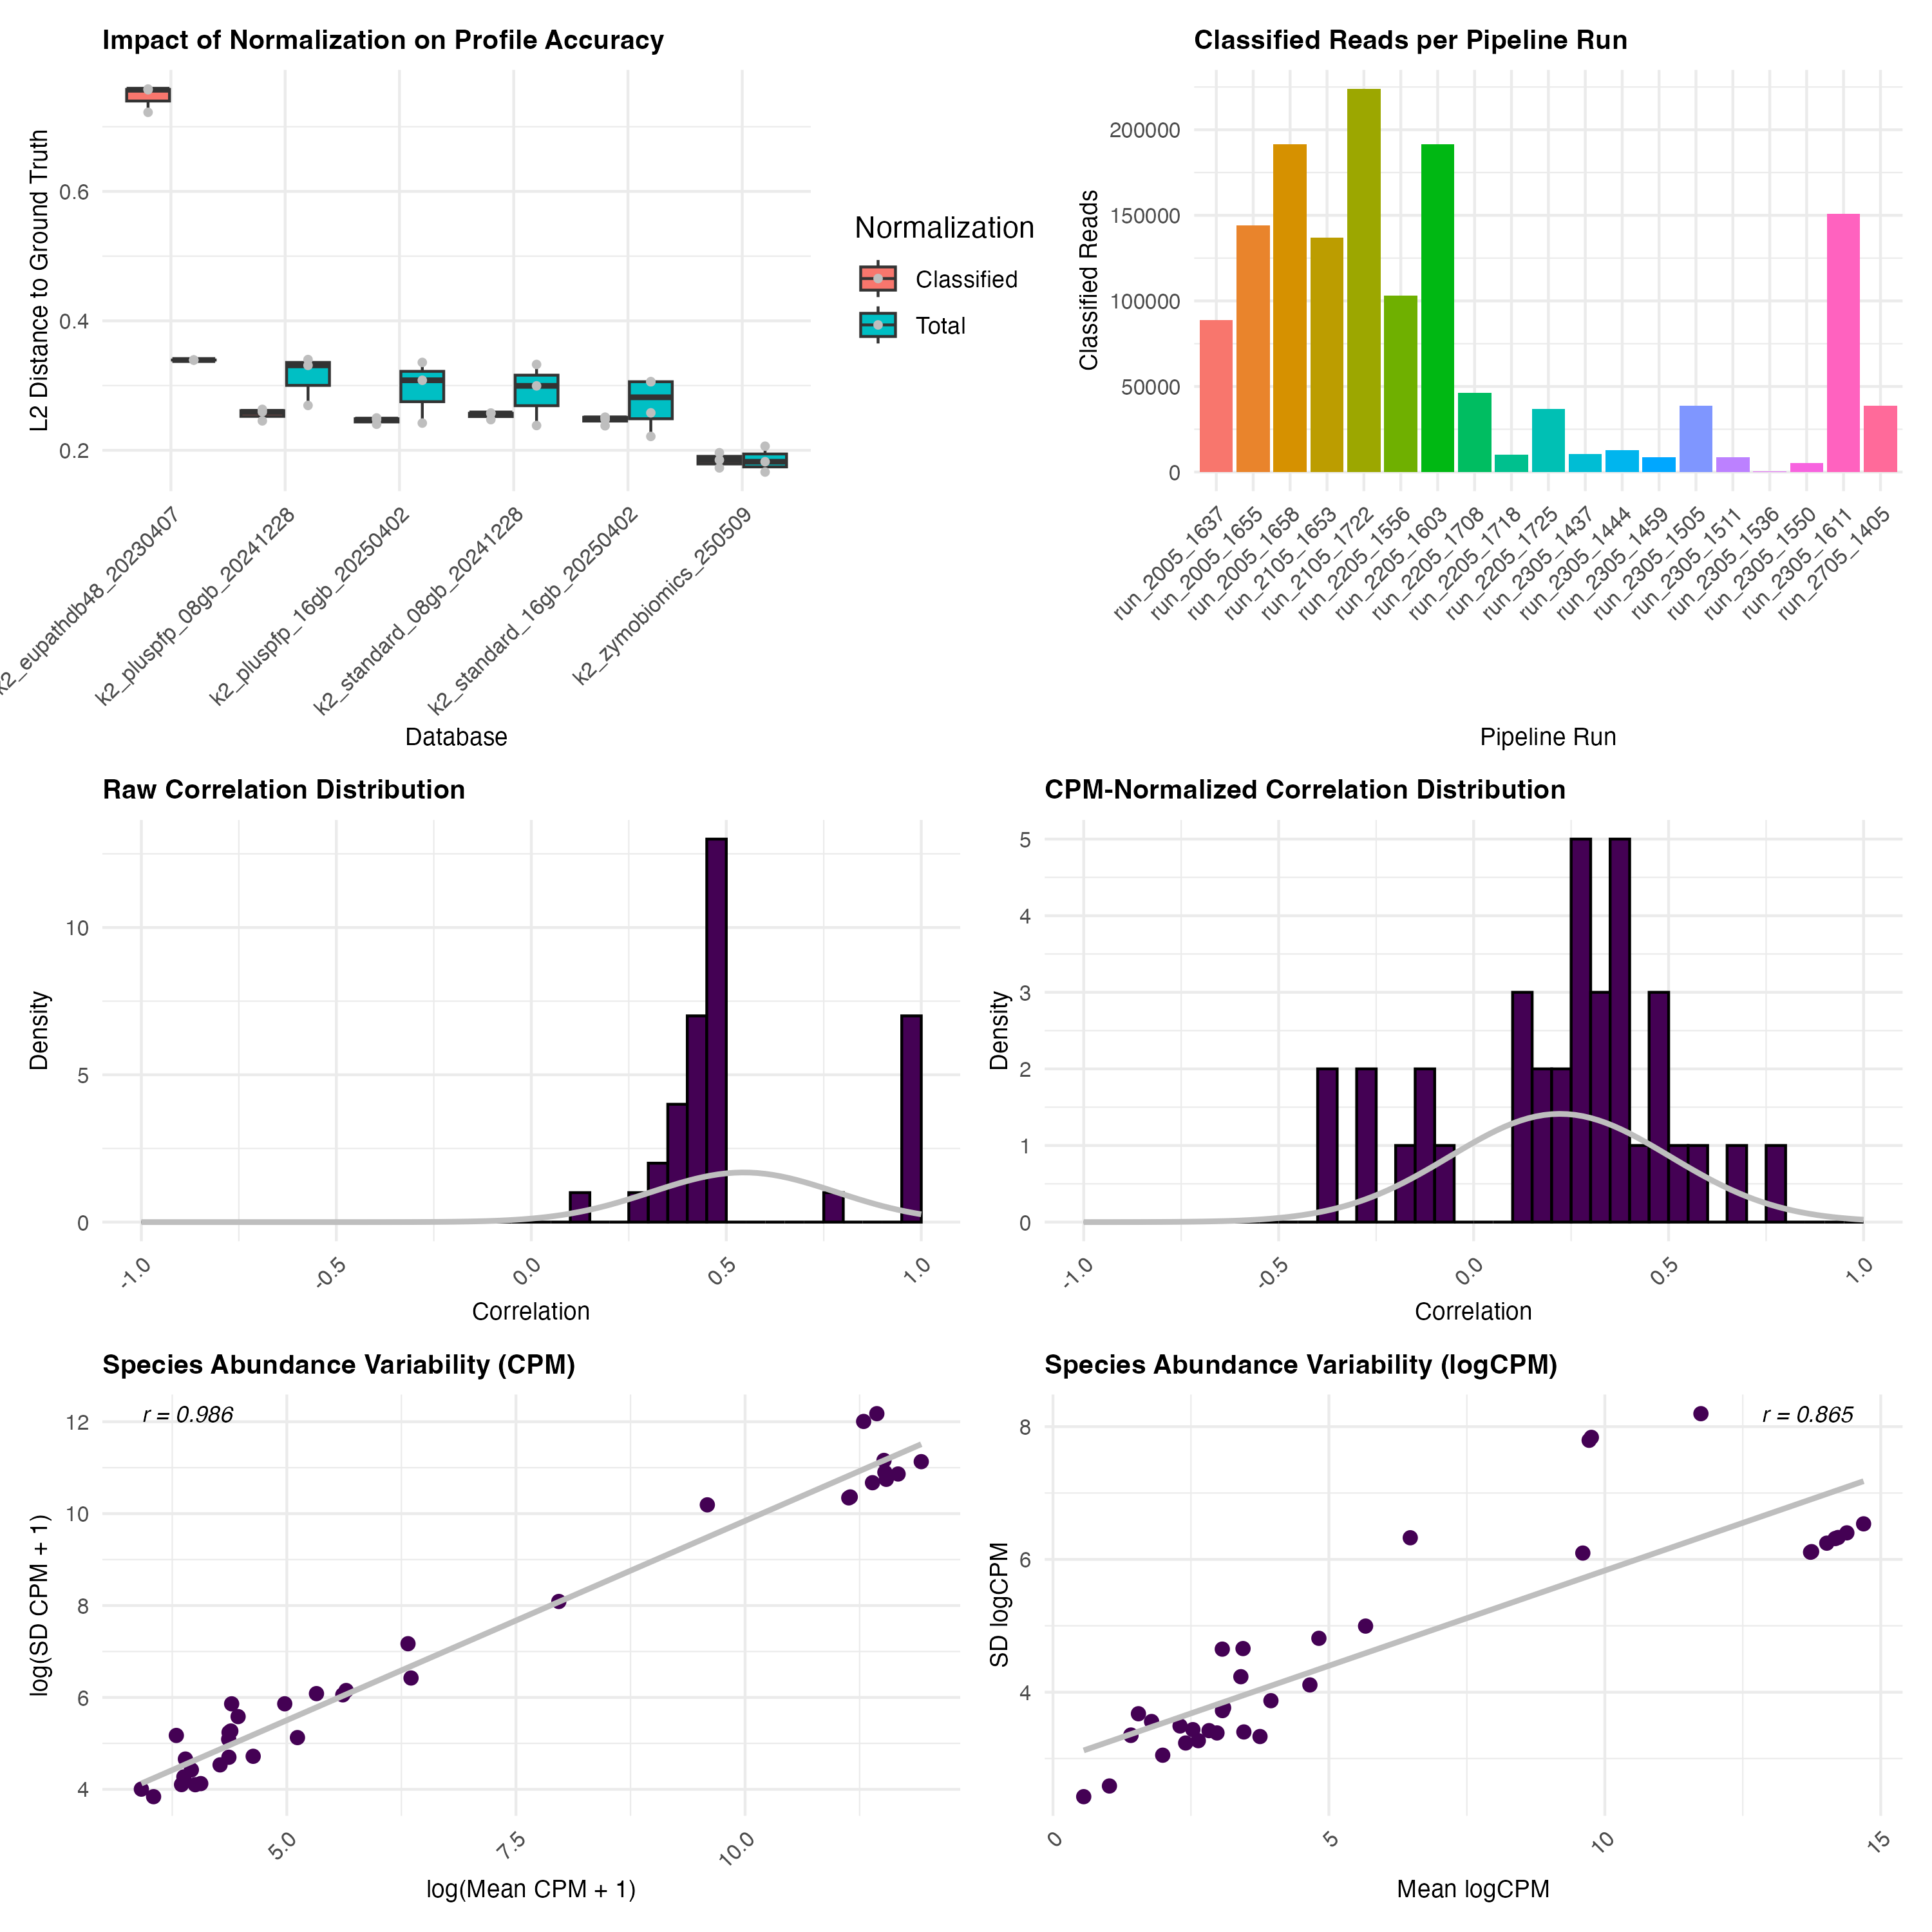 Impact of Normalization on Profile Accuracy
L2 Distance to Ground Truth
0.6
0.4
0.2
k2_eupathdb48_20230407
k2_pluspfp_08gb_20241228
k2_pluspfp_16gb_20250402
k2_standard_08gb_20241228
k2_standard_16gb_20250402
k2_zymobiomics_250509
Database
Normalization
Classified
Total
Classified Reads per Pipeline Run
Classified Reads
200000
150000
100000
50000
0
run_2005_1637
run_2005_1655
run_2005_1658
run_2105_1653
run_2105_1722
run_2205_1556
run_2205_1603
run_2205_1708
run_2205_1718
run_2205_1725
run_2305_1437
run_2305_1444
run_2305_1459
run_2305_1505
run_2305_1511
run_2305_1536
run_2305_1550
run_2305_1611
run_2705_1405
Pipeline Run
Raw Correlation Distribution
Density
10
5
0
-1.0
-0.5
0.0
0.5
1.0
Correlation
CPM-Normalized Correlation Distribution
Density
5
4
3
2
1
0
-1.0
-0.5
0.0
0.5
1.0
Correlation
Species Abundance Variability (CPM)
r = 0.986
log(SD CPM + 1)
12
10
8
6
4
5.0
7.5
10.0
log(Mean CPM + 1)
Species Abundance Variability (logCPM)
r = 0.865
SD logCPM
8
6
4
0
5
10
15
Mean logCPM